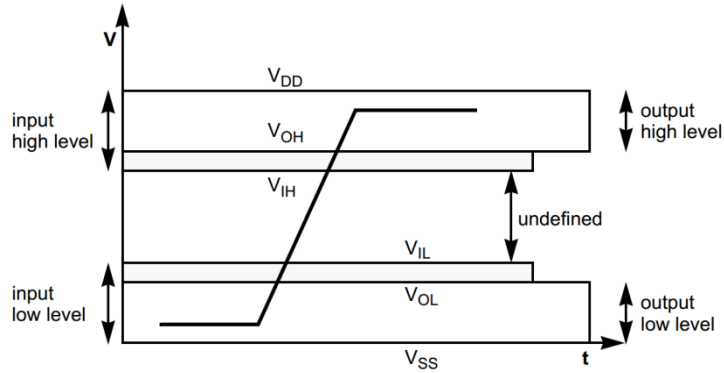 V
V_DD
input
high level
output
high level
V_OH
V_IH
undefined
V_IL
input
low level
V_OL
output
low level
V_SS
t